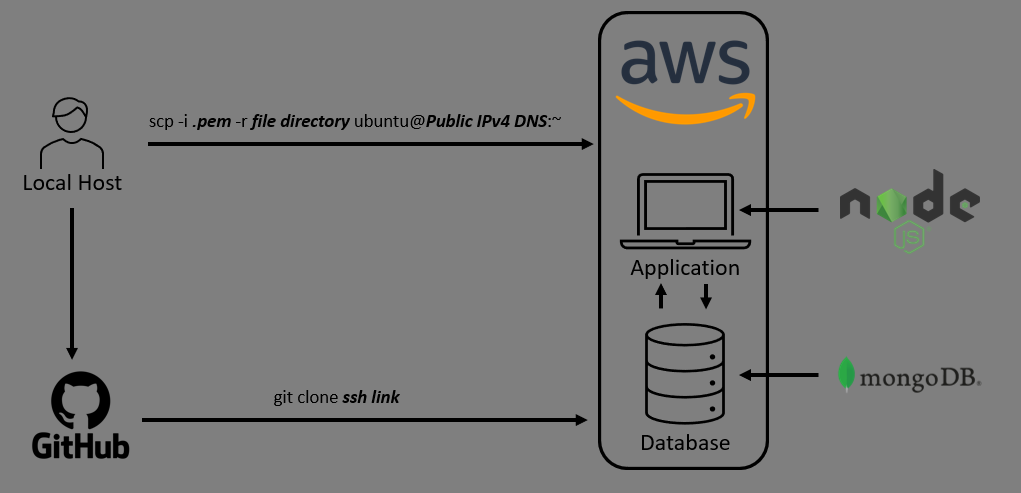 aws
scp -i .pem -r file directory ubuntu@Public IPv4 DNS:~
Local Host
node
JS
Application
mongoDB.
GitHub
git clone ssh link
Database